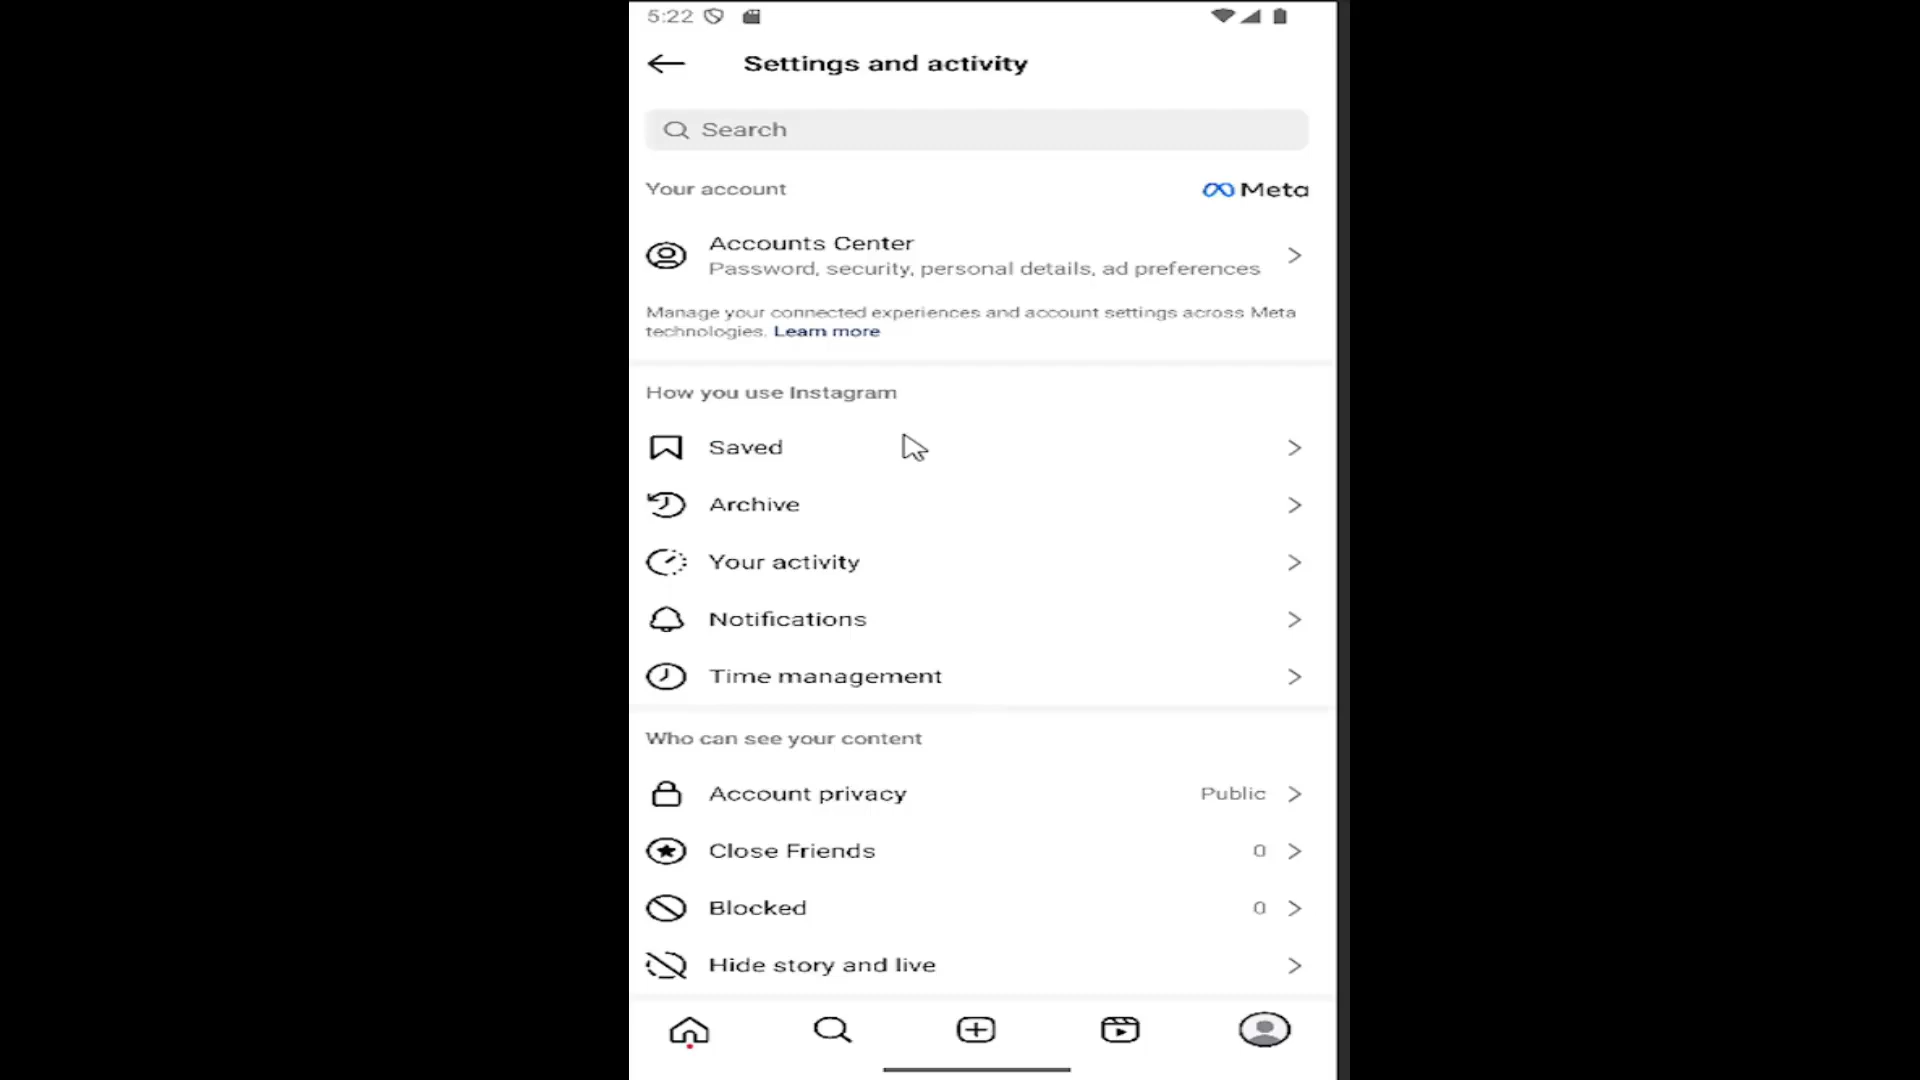 5:22
Settings and activity
Search
Your account
Meta
Accounts Center
Password, security, personal details, ad preferences
Manage your connected experiences and account settings across Meta
technologies. Learn more
How you use Instagram
Saved
Archive
Your activity
Notifications
Time management
Who can see your content
Account privacy Public
Close Friends 0
Blocked 0
Hide story and live